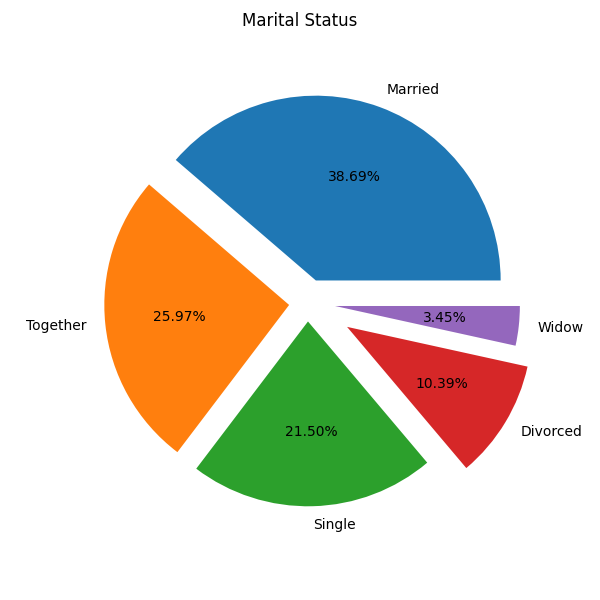 Marital Status
Married
38.69%
Together
25.97%
Single
21.50%
Divorced
10.39%
Widow
3.45%